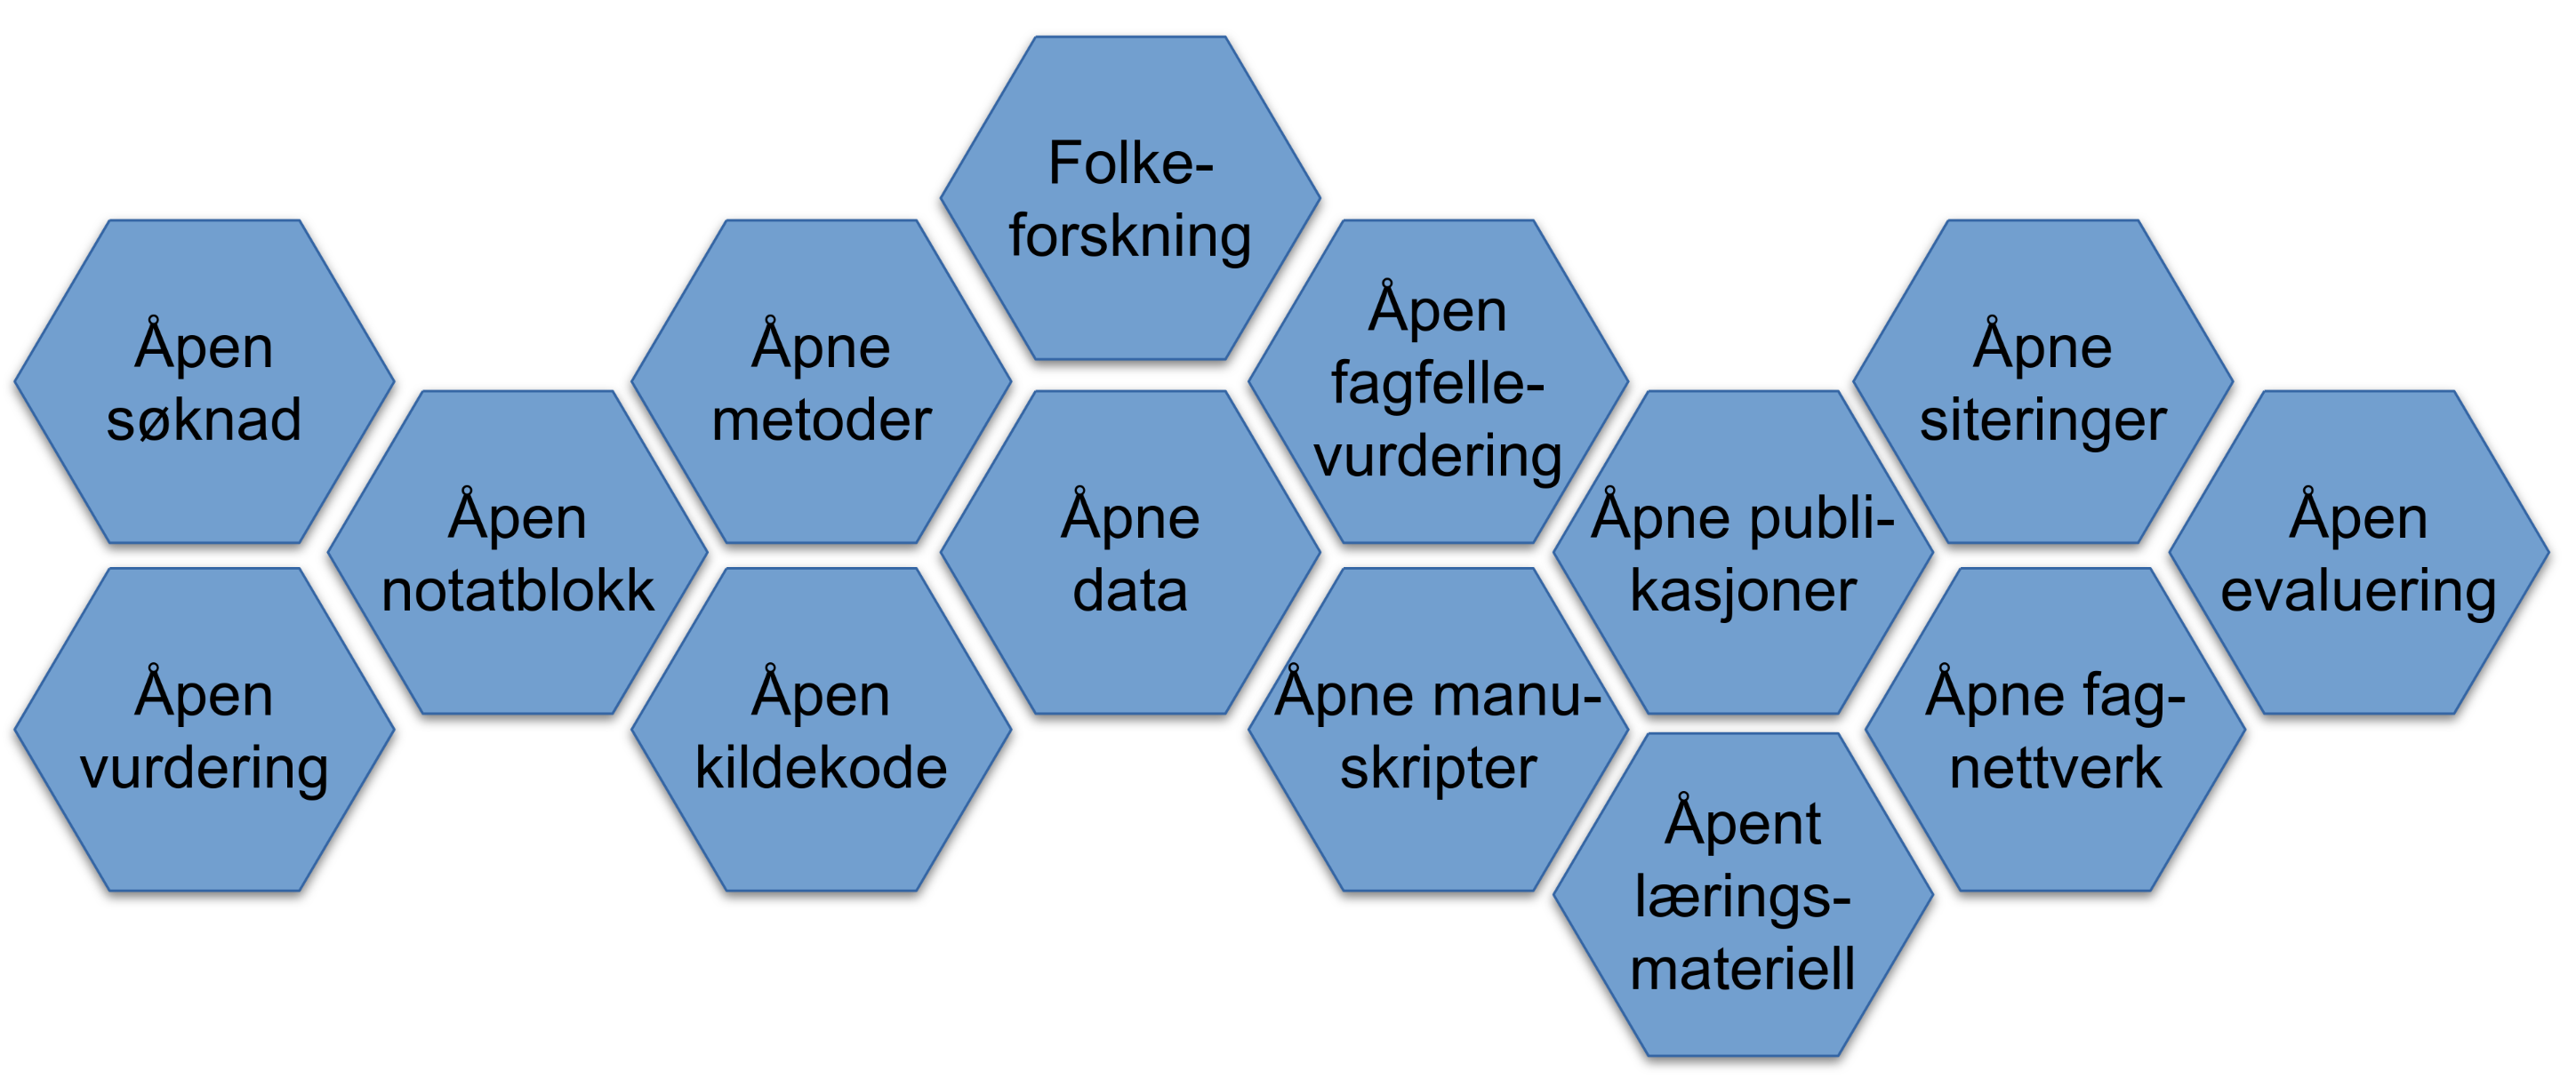 Åpen
søknad
Åpen
vurdering
Åpen
notatblokk
Åpne
metoder
Åpen
kildekode
Folke-
forskning
Åpne
data
Åpen
fagfelle-
vurdering
Åpne manu-
skripter
Åpne publi-
kasjoner
Åpent
lærings-
materiell
Åpne
siteringer
Åpne fag-
nettverk
Åpen
evaluering